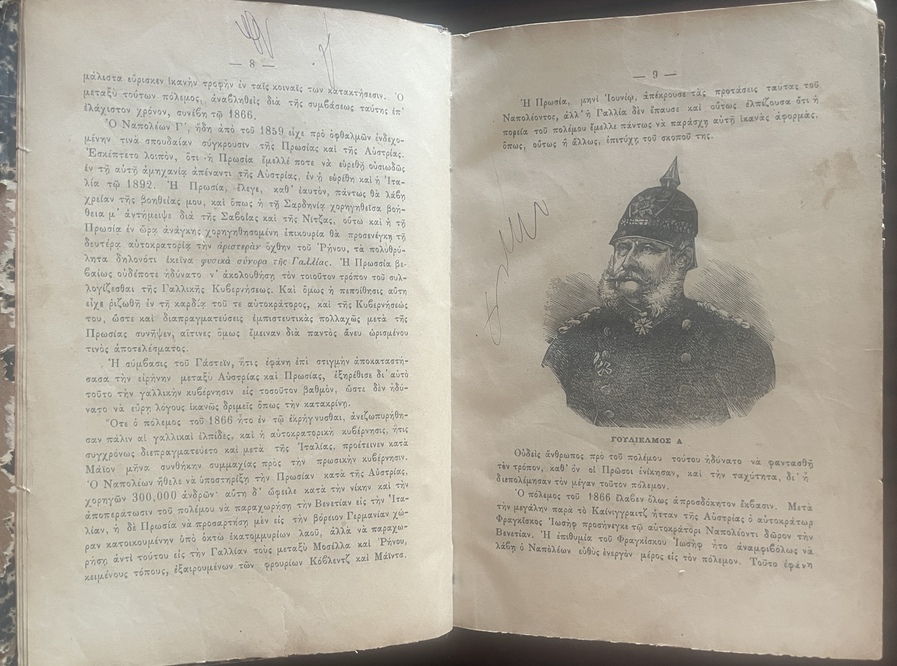 — 8 —
μάλιστα εὕρισκεν ἱκανὴν τροφὴν ἐν ταῖς κοιναῖς των κατακτήσεσιν. Ὁ
μεταξὺ τούτων πόλεμος, ἀναβληθεὶς διὰ τῆς συμβάσεως ταύτης ἐπ’
ἐλάχιστον χρόνον, συνέβη τῷ 1866.
Ὁ Ναπολέων Γ΄, ἤδη ἀπὸ τοῦ 1859 εἶχε πρὸ ὀφθαλμῶν ἐνδεχο-
μένην τινὰ σπουδαίαν σύγκρουσιν τῆς Πρωσίας καὶ τῆς Αὐστρίας.
Ἐσκέπτετο λοιπὸν, ὅτι ἡ Πρωσία ἔμελλέ ποτε νὰ εὑρεθῇ οὐσιωδῶς
ἐν τῇ αὐτῇ ἀμηχανίᾳ ἀπέναντι τῆς Αὐστρίας, ἐν ᾗ εὑρέθη καὶ ἡ Ἰτα-
λία τῷ 1892. Ἡ Πρωσία, ἔλεγε, καθ’ ἑαυτὸν, πάντως θὰ λάβῃ
χρείαν τῆς βοηθείας μου, καὶ ὅπως ἡ τῇ Σαρδηνίᾳ χορηγηθεῖσα βοή-
θεια μ’ ἀντήμειψε διὰ τῆς Σαβοΐας καὶ τῆς Νίτζας, οὕτω καὶ ἡ τῇ
Πρωσίᾳ ἐν ὥρᾳ ἀνάγκης χορηγηθησομένη ἐπικουρία θὰ προσενέγκῃ τῇ
δευτέρᾳ αὐτοκρατορίᾳ τὴν ἀριστερὰν ὄχθην τοῦ Ῥήνου, τὰ πολυθρύ-
λητα δηλονότι ἐκεῖνα φυσικὰ σύνορα τῆς Γαλλίας. Ἡ Πρωσσία βε-
βαίως οὐδέποτε ἠδύνατο ν’ ἀκολουθήσῃ τὸν τοιοῦτον τρόπον τοῦ συλ-
λογίζεσθαι τῆς Γαλλικῆς Κυβερνήσεως. Καὶ ὅμως ἡ πεποίθησις αὕτη
εἶχε ῥιζωθῆ ἐν τῇ καρδίᾳ τοῦ τε αὐτοκράτορος, καὶ τῆς Κυβερνήσεώς
του, ὥστε καὶ διαπραγματεύσεις ἐμπιστευτικὰς πολλαχῶς μετὰ τῆς
Πρωσίας συνῆψεν, αἵτινες ὅμως ἔμειναν διὰ παντὸς ἄνευ ὡρισμένου
τινὸς ἀποτελέσματος.
Ἡ σύμβασις τοῦ Γάστεϊν, ἥτις ἐφάνη ἐπὶ στιγμὴν ἀποκαταστή-
σασα τὴν εἰρήνην μεταξὺ Αὐστρίας καὶ Πρωσίας, ἐξηρέθισε δι’ αὐτὸ
τοῦτο τὴν γαλλικὴν κυβέρνησιν εἰς τοσοῦτον βαθμὸν, ὥστε δὲν ἠδύ-
νατο νὰ εὕρῃ λόγους ἱκανῶς δριμεῖς ὅπως τὴν κατακρίνῃ.
Ὅτε ὁ πόλεμος τοῦ 1866 ἦτο ἐν τῷ ἐκρήγνυσθαι, ἀνεζωπυρήθη-
σαν πάλιν αἱ γαλλικαὶ ἐλπίδες, καὶ ἡ αὐτοκρατορικὴ κυβέρνησις, ἥτις
συγχρόνως διεπραγματεύετο καὶ μετὰ τῆς Ἰταλίας, προέτεινεν κατὰ
Μάϊον μῆνα συνθήκην συμμαχίας πρὸς τὴν πρωσικὴν κυβέρνησιν.
Ὁ Ναπολέων ἤθελε νὰ ὑποστηρίξῃ τὴν Πρωσίαν κατὰ τῆς Αὐστρίας,
χορηγῶν 300,000 ἀνδρῶν· αὕτη δ’ ὤφειλε κατὰ τὴν νίκην καὶ τὴν
ἀποπεράτωσιν τοῦ πολέμου νὰ παραχωρήσῃ τὴν Βενετίαν εἰς τὴν Ἰτα-
λίαν, ἡ δὲ Πρωσία νὰ προσαρτήσῃ μὲν εἰς τὴν βόρειον Γερμανίαν χώ-
ραν κατοικουμένην ὑπὸ ὀκτὼ ἑκατομμυρίων λαοῦ, ἀλλὰ νὰ παραχω-
ρήσῃ ἀντὶ τούτου εἰς τὴν Γαλλίαν τοὺς μεταξὺ Μοσέλλα καὶ Ῥήνου,
κειμένους τόπους, ἐξαιρουμένων τῶν φρουρίων Κόβλεντζ καὶ Μάϊντς.
— 9 —
Ἡ Πρωσία, μηνὶ Ἰουνίῳ, ἀπέκρουσε τὰς προτάσεις ταύτας τοῦ
Ναπολέοντος, ἀλλ’ ἡ Γαλλία δὲν ἔπαυσε καὶ οὕτως ἐλπίζουσα ὅτι ἡ
πορεία τοῦ πολέμου ἔμελλε πάντως νὰ παράσχῃ αὐτῇ ἱκανὰς ἀφορμὰς,
ὅπως, οὕτως ἢ ἄλλως, ἐπιτύχῃ τοῦ σκοποῦ της.
ΓΟΥΛΙΕΛΜΟΣ Α
Οὐδεὶς ἄνθρωπος πρὸ τοῦ πολέμου τούτου ἠδύνατο νὰ φαντασθῇ
τὸν τρόπον, καθ’ ὃν οἱ Πρῶσοι ἐνίκησαν, καὶ τὴν ταχύτητα, δι’ ἧ
διεπολέμησαν τὸν μέγαν τοῦτον πόλεμον.
Ὁ πόλεμος τοῦ 1866 ἔλαβεν ὅλως ἀπροσδόκητον ἔκβασιν. Μετὰ
τὴν μεγάλην παρὰ τὸ Καίνιγγραιτζ ἧτταν τῆς Αὐστρίας ὁ αὐτοκράτωρ
Φραγκίσκος Ἰωσὴφ προσήνεγκε τῷ αὐτοκράτορι Ναπολέοντι δῶρον τὴν
Βενετίαν. Ἡ ἐπιθυμία τοῦ Φραγκίσκου Ἰωσὴφ ἦτο ἀναμφιβόλως νὰ
λάβῃ ὁ Ναπολέων εὐθὺς ἐνεργὸν μέρος εἰς τὸν πόλεμον. Τοῦτο ἐφάνη